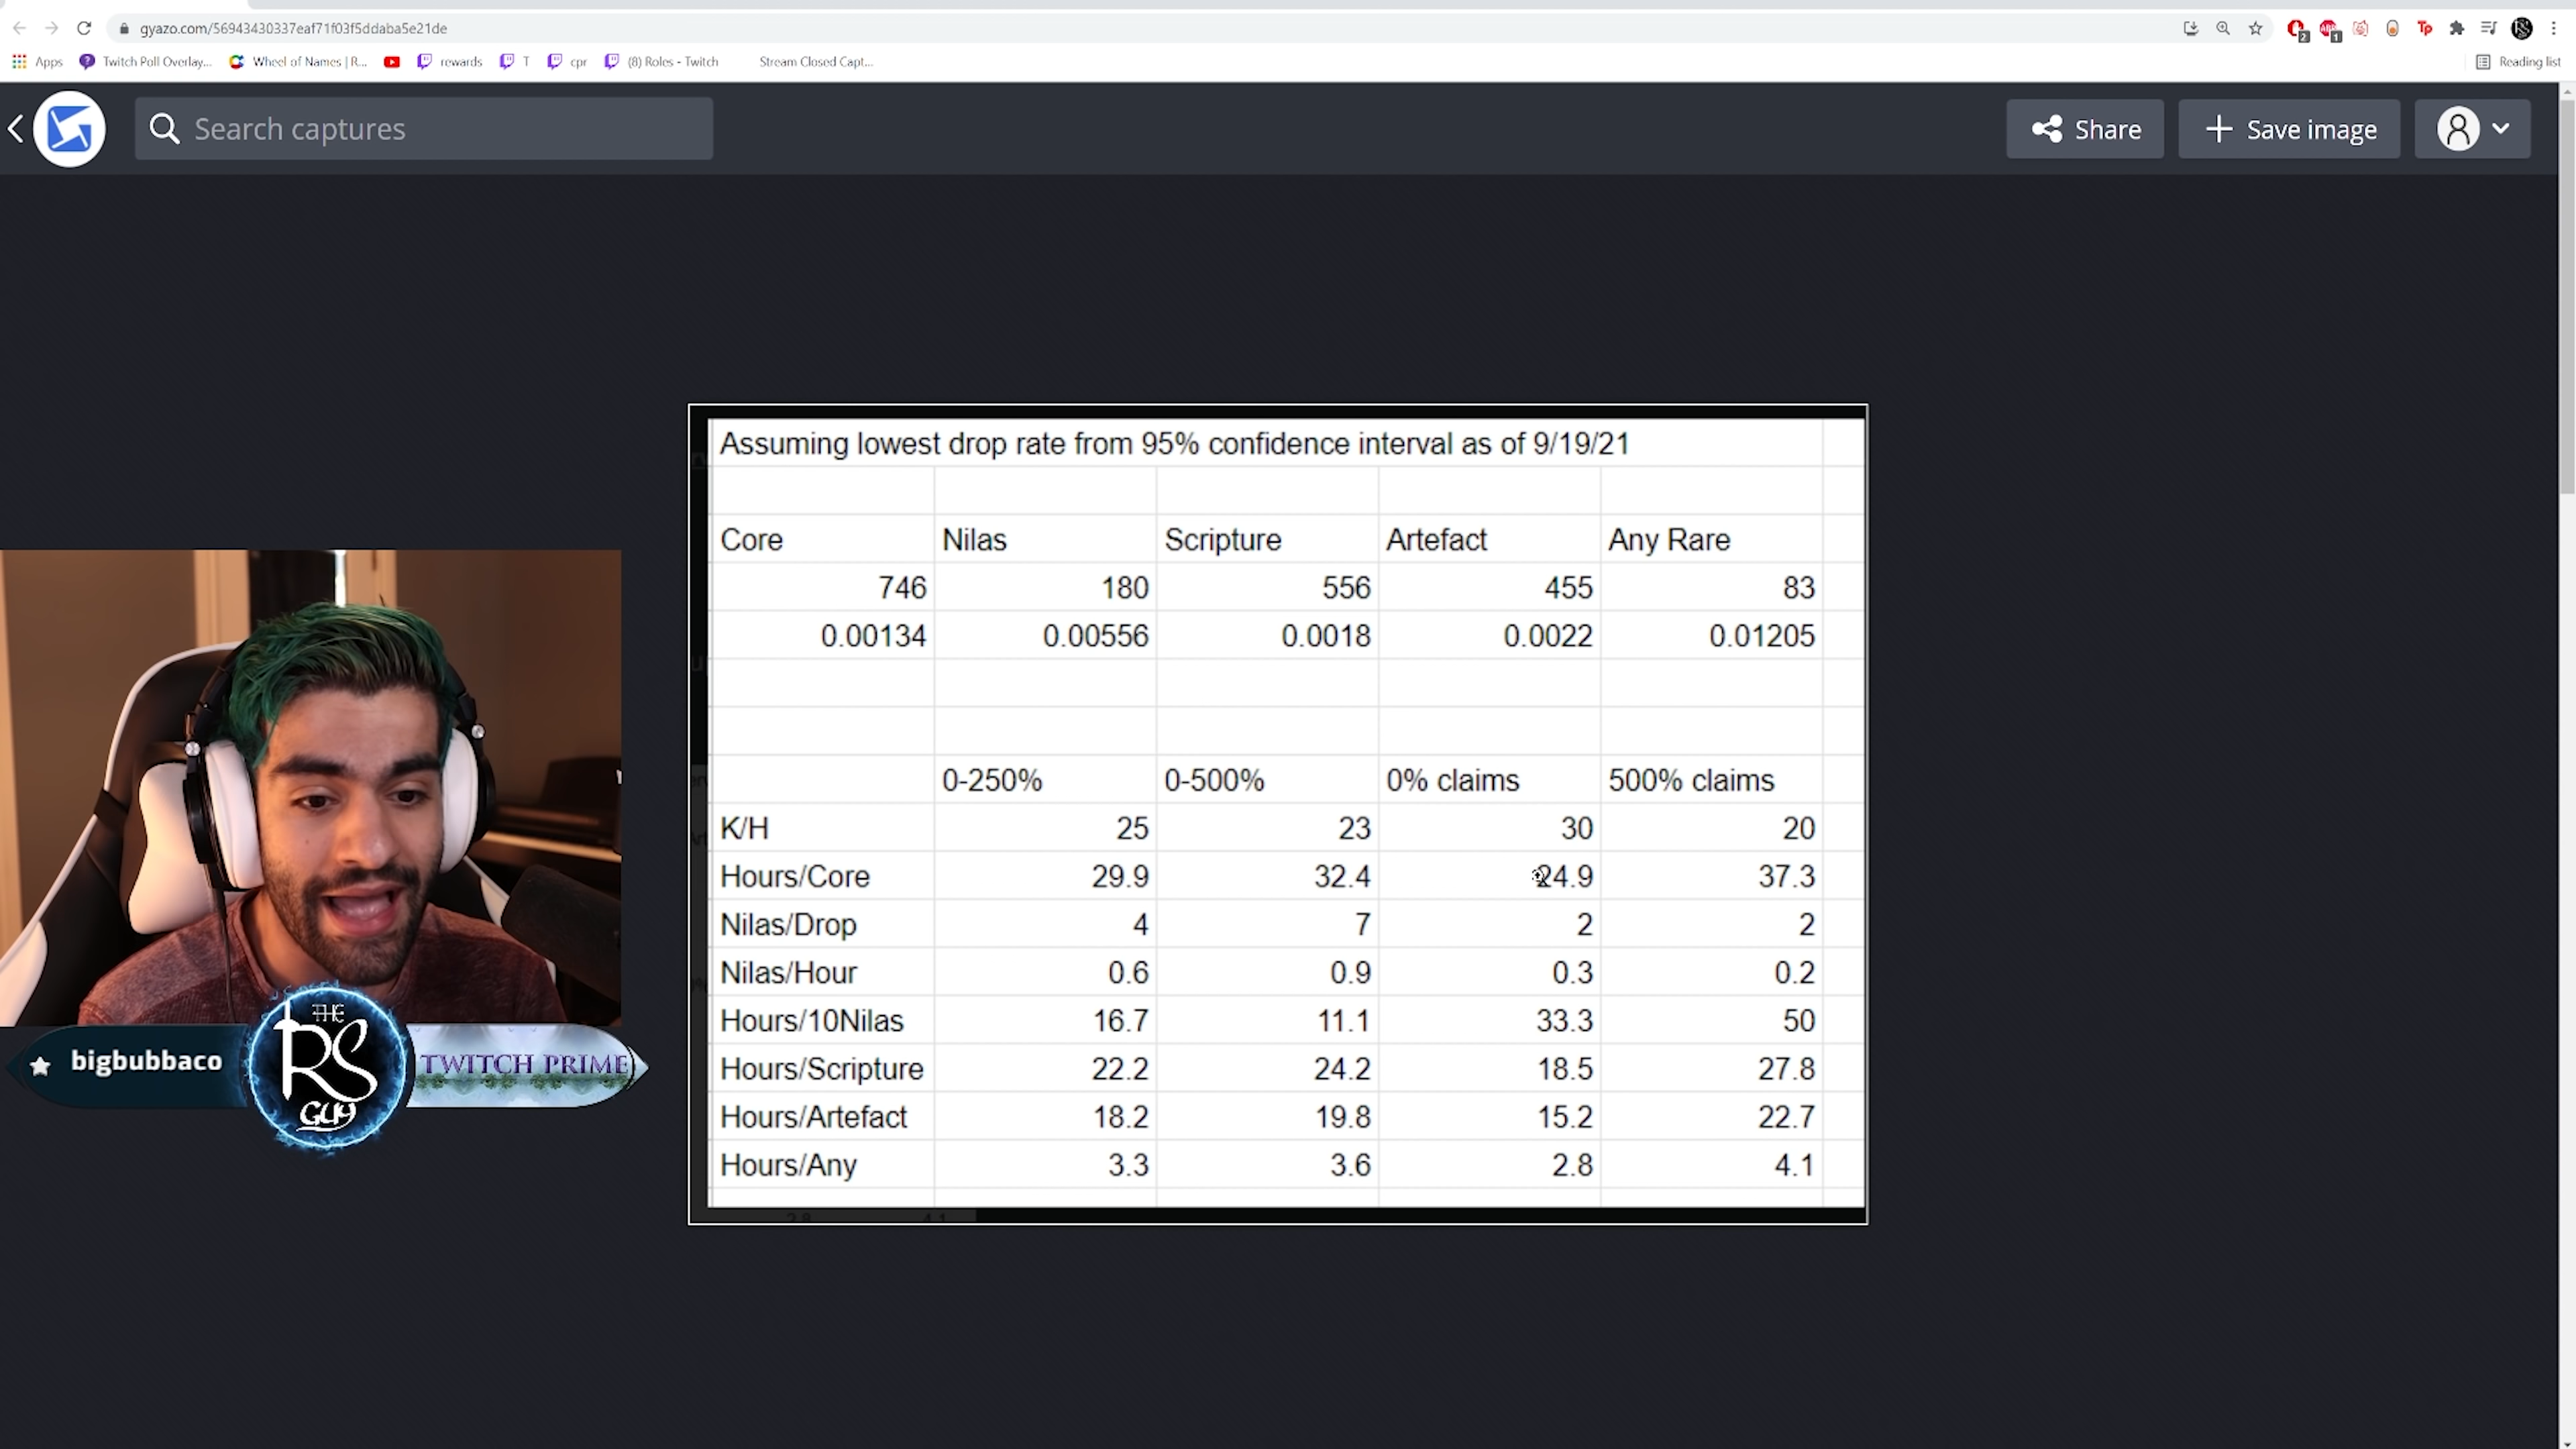 gyazo.com/56943430337eaf71f03f5ddaba5e21de
2 1 Tp
Apps Twitch Poll Overlay... Wheel of Names | R... rewards T cpr (8) Roles - Twitch Stream Closed Capt... Reading list
Search captures Share Save image
Assuming lowest drop rate from 95% confidence interval as of 9/19/21
Core Nilas Scripture Artefact Any Rare
746 180 556 455 83
0.00134 0.00556 0.0018 0.0022 0.01205
0-250% 0-500% 0% claims 500% claims
K/H 25 23 30 20
Hours/Core 29.9 32.4 24.9 37.3
Nilas/Drop 4 7 2 2
Nilas/Hour 0.6 0.9 0.3 0.2
Hours/10Nilas 16.7 11.1 33.3 50
Hours/Scripture 22.2 24.2 18.5 27.8
Hours/Artefact 18.2 19.8 15.2 22.7
Hours/Any 3.3 3.6 2.8 4.1
bigbubbaco
THE
RS
GUY
TWITCH PRIME